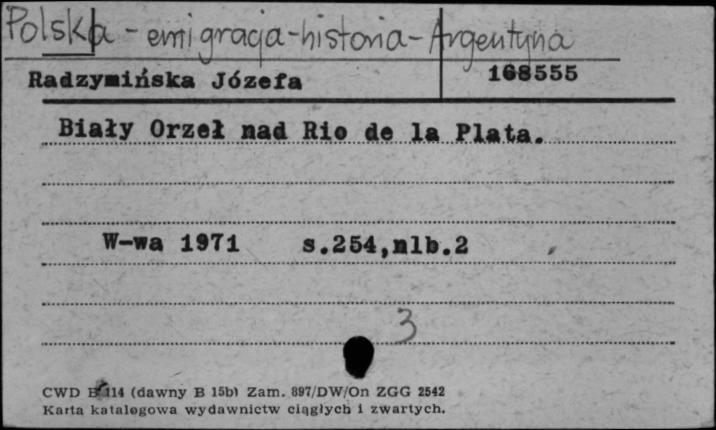 Polska - emigracja - historia - Argentyna
Radzymińska Józefa 168555
Biały Orzeł nad Rio de la Plata.
W-wa 1971 s.254,nlb.2
3
CWD B 114 (dawny B 15b) Zam. 897/DW/On ZGG 2542
Karta katalogowa wydawnictw ciągłych i zwartych.